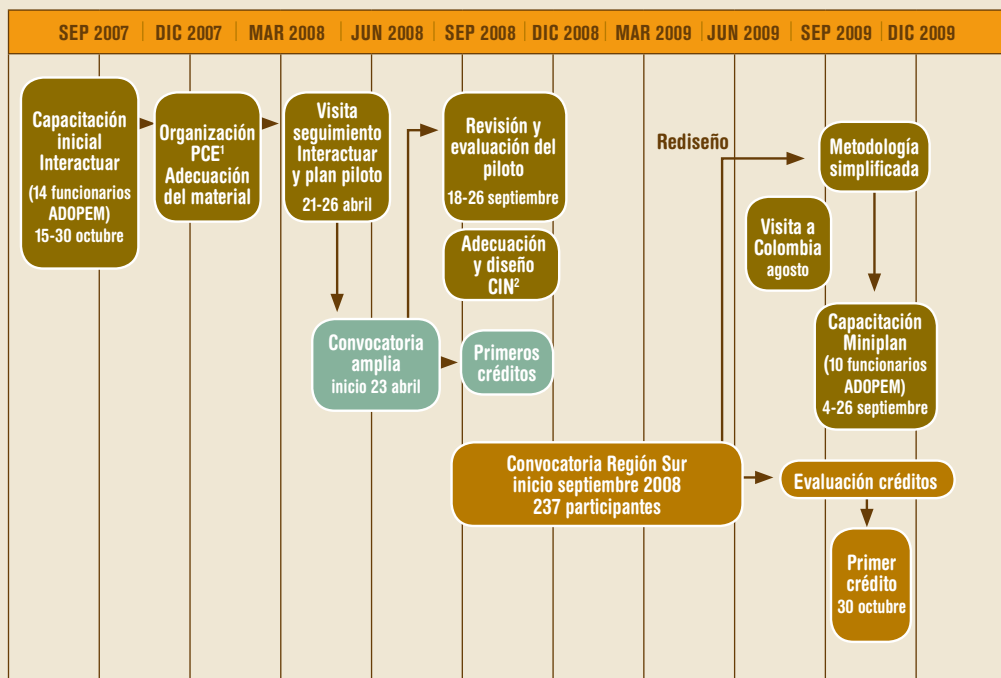 SEP 2007 DIC 2007 MAR 2008 JUN 2008 SEP 2008 DIC 2008 MAR 2009 JUN 2009 SEP 2009 DIC 2009
Capacitación
inicial
Interactuar
(14 funcionarios
ADOPEM)
15-30 octubre
Organización
PCE¹
Adecuación
del material
Visita
seguimiento
Interactuar
y plan piloto
21-26 abril
Revisión y
evaluación del
piloto
18-26 septiembre
Adecuación
y diseño
CIN²
Convocatoria
amplia
inicio 23 abril
Primeros
créditos
Rediseño
Metodología
simplificada
Visita a
Colombia
agosto
Capacitación
Miniplan
(10 funcionarios
ADOPEM)
4-26 septiembre
Convocatoria Región Sur
inicio septiembre 2008
237 participantes
Evaluación créditos
Primer
crédito
30 octubre